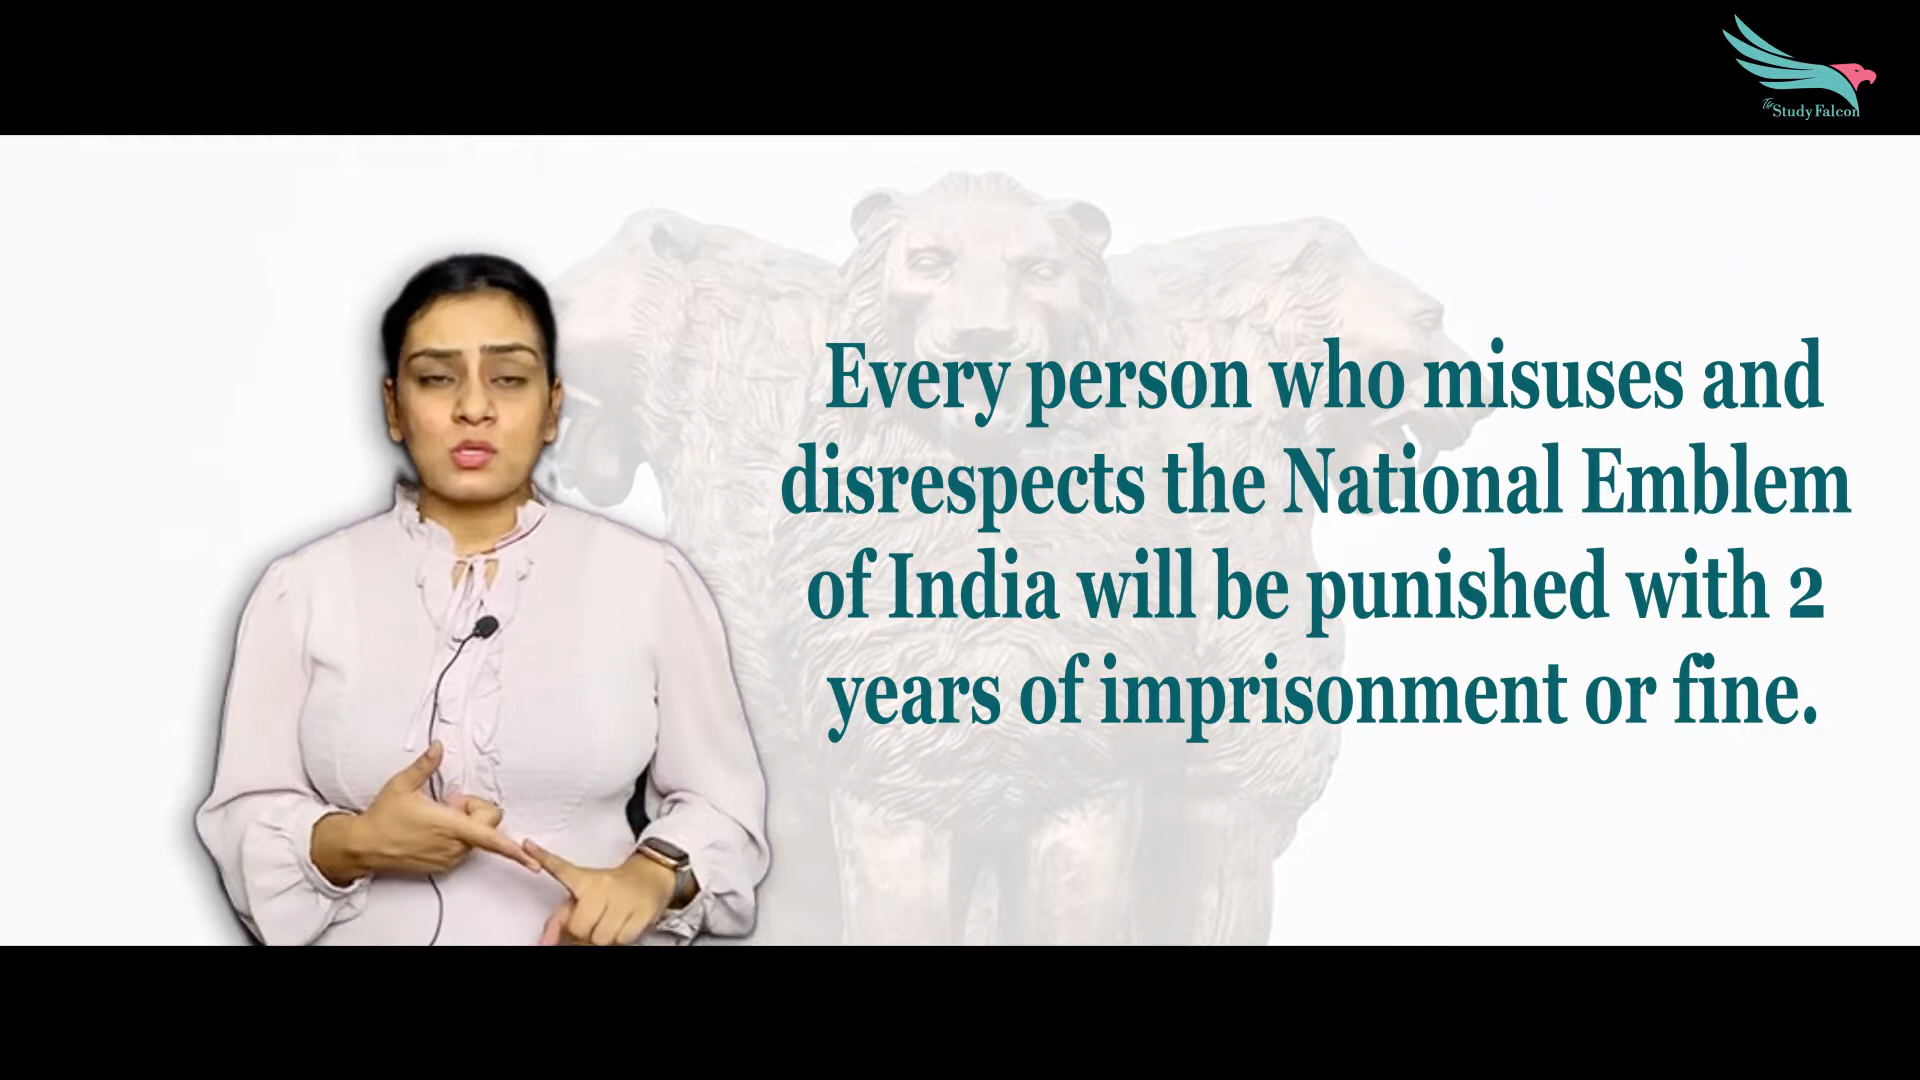 The
Study Falcon
Every person who misuses and
disrespects the National Emblem
of India will be punished with 2
years of imprisonment or fine.